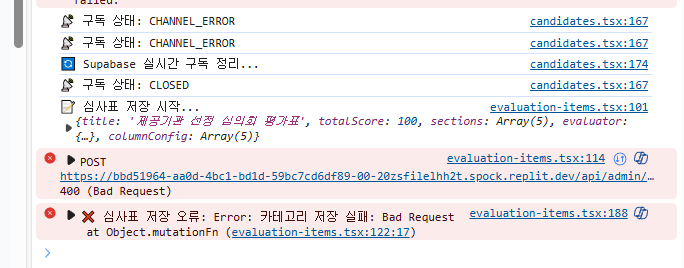 failed.
구독 상태: CHANNEL_ERROR candidates.tsx:167
구독 상태: CHANNEL_ERROR candidates.tsx:167
Supabase 실시간 구독 정리... candidates.tsx:174
구독 상태: CLOSED candidates.tsx:167
심사표 저장 시작... evaluation-items.tsx:101
{title: '제공기관 선정 심의회 평가표', totalScore: 100, sections: Array(5), evaluator:
{…}, columnConfig: Array(5)}
POST evaluation-items.tsx:114
https://bbd51964-aa0d-4bc1-bd1d-59bc7cd6df89-00-20zsfilelhh2t.spock.replit.dev/api/admin/…
400 (Bad Request)
❌ 심사표 저장 오류: Error: 카테고리 저장 실패: Bad Request evaluation-items.tsx:188
at Object.mutationFn (evaluation-items.tsx:122:17)